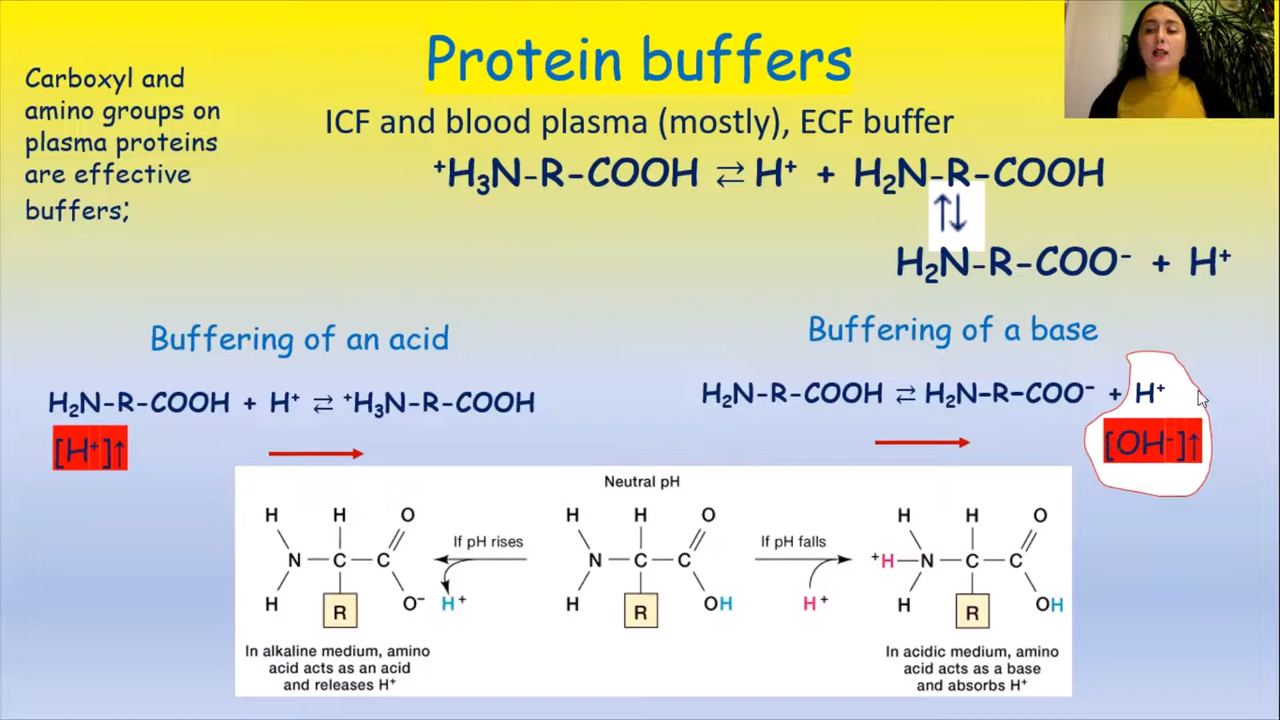 Protein buffers
Carboxyl and
amino groups on
plasma proteins
are effective
buffers;
ICF and blood plasma (mostly), ECF buffer
⁺H₃N-R-COOH ⇄ H⁺ + H₂N-R-COOH
↑↓
H₂N-R-COO⁻ + H⁺
Buffering of an acid
H₂N-R-COOH + H⁺ ⇄ ⁺H₃N-R-COOH
[H⁺]↑
Buffering of a base
H₂N-R-COOH ⇄ H₂N-R-COO⁻ + H⁺
[OH⁻]↑
Neutral pH
H H O
N C C
H R O⁻ H⁺
If pH rises
H H O
N C C
H R OH
If pH falls
H⁺
H H O
⁺H N C C
H R OH
In alkaline medium, amino
acid acts as an acid
and releases H⁺
In acidic medium, amino
acid acts as a base
and absorbs H⁺